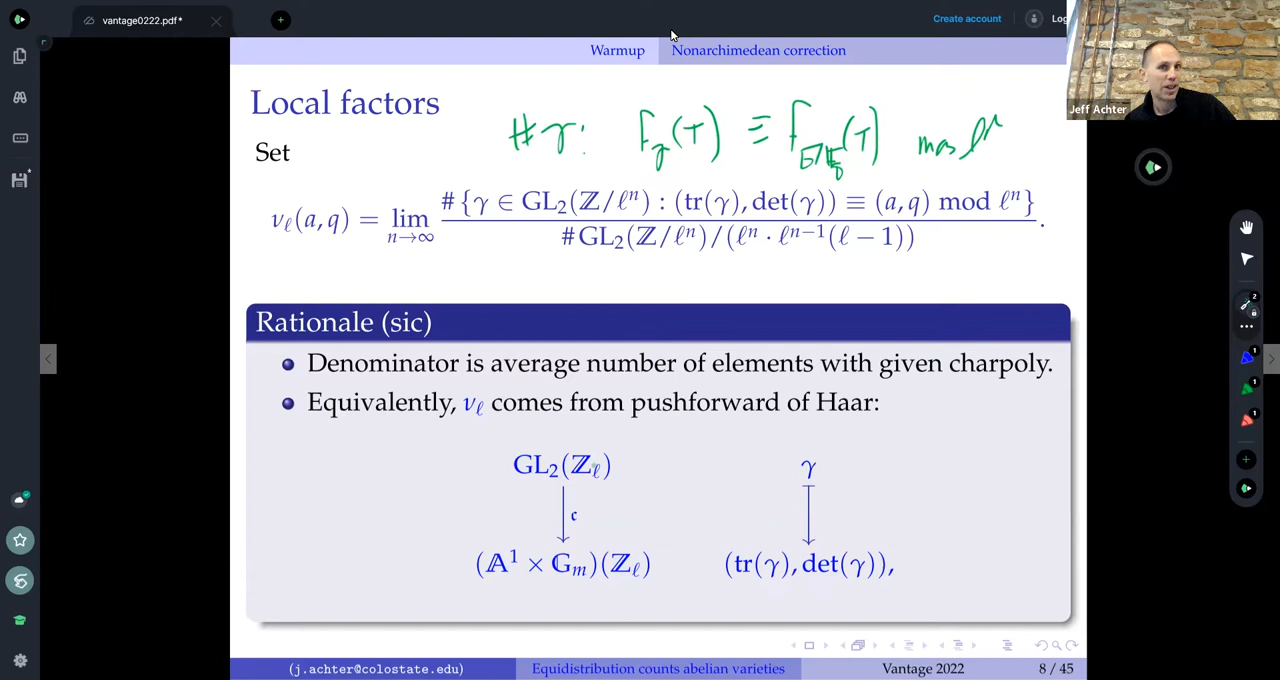 vantage0222.pdf*
Create account
Warmup Nonarchimedean correction
Jeff Achter
Local factors
#γ: F_γ(T) ≡ F
(T) mod ℓⁿ
Set
ν_ℓ(a, q) = lim_{n→∞} # {γ ∈ GL₂(ℤ/ℓⁿ) : (tr(γ), det(γ)) ≡ (a, q) mod ℓⁿ} / #GL₂(ℤ/ℓⁿ)/(ℓⁿ · ℓⁿ⁻¹(ℓ − 1)) .
Rationale (sic)
Denominator is average number of elements with given charpoly.
Equivalently, ν_ℓ comes from pushforward of Haar:
GL₂(ℤ_ℓ) γ
𝔠
(𝔸¹ × 𝔾_m)(ℤ_ℓ) (tr(γ), det(γ)),
(j.achter@colostate.edu) Equidistribution counts abelian varieties Vantage 2022 8 / 45